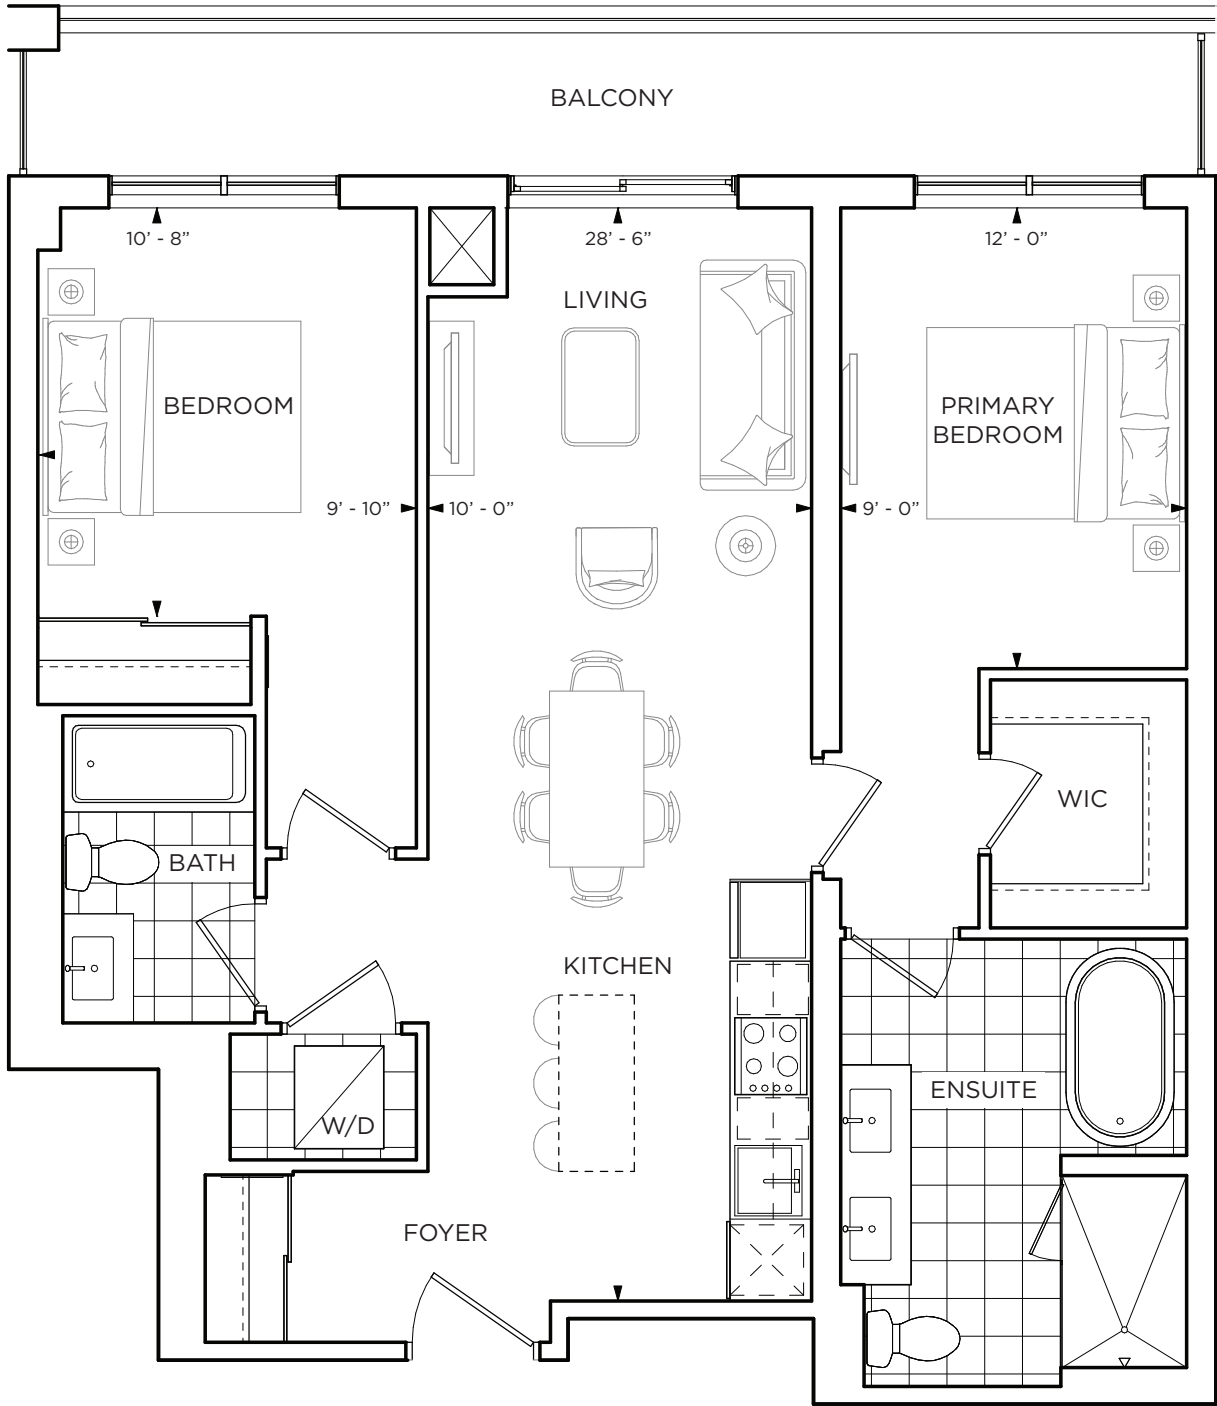 BALCONY
10’ - 8”
28’ - 6”
12’ - 0”
LIVING
BEDROOM
PRIMARY
BEDROOM
9’ - 10”
10’ - 0”
9’ - 0”
WIC
BATH
KITCHEN
ENSUITE
W/D
FOYER